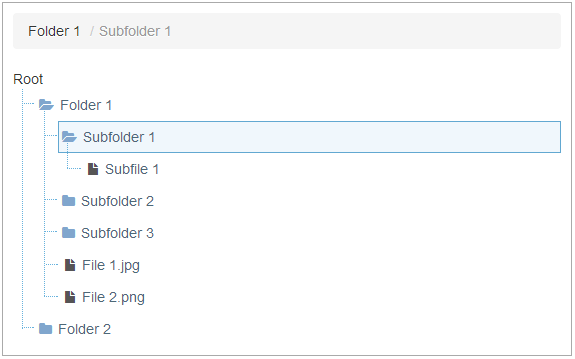 Folder 1 / Subfolder 1
Root
Folder 1
Subfolder 1
Subfile 1
Subfolder 2
Subfolder 3
File 1.jpg
File 2.png
Folder 2